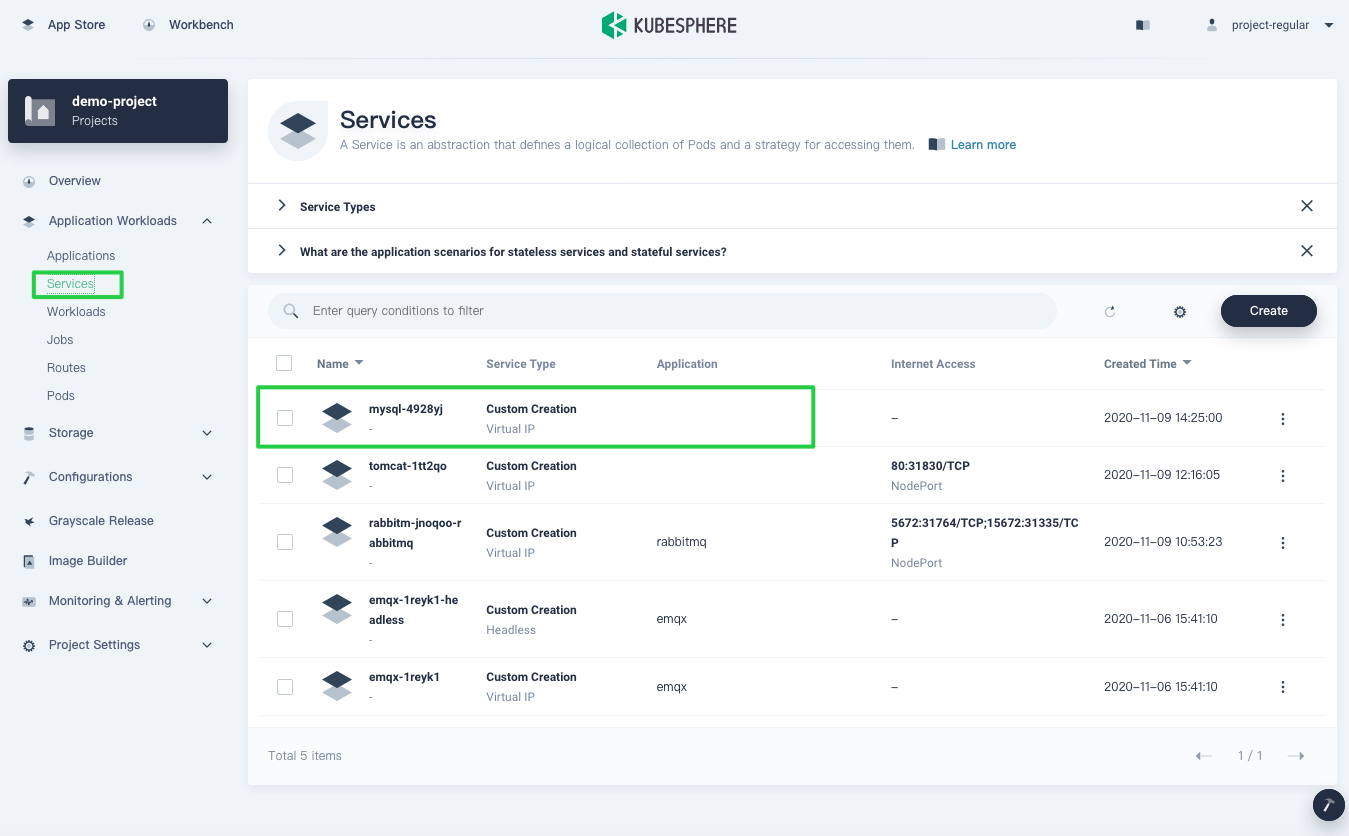 App Store
Workbench
KUBESPHERE
project-regular
demo-project
Projects
Overview
Application Workloads
Applications
Services
Workloads
Jobs
Routes
Pods
Storage
Configurations
Grayscale Release
Image Builder
Monitoring & Alerting
Project Settings
Services
A Service is an abstraction that defines a logical collection of Pods and a strategy for accessing them. Learn more
Service Types
What are the application scenarios for stateless services and stateful services?
Enter query conditions to filter
Create
Name Service Type Application Internet Access Created Time
mysql-4928yj Custom Creation – 2020-11-09 14:25:00
- Virtual IP
tomcat-1tt2qo Custom Creation 80:31830/TCP 2020-11-09 12:16:05
- Virtual IP NodePort
rabbitm-jnoqoo-r Custom Creation rabbitmq 5672:31764/TCP;15672:31335/TC 2020-11-09 10:53:23
abbitmq Virtual IP P
- NodePort
emqx-1reyk1-he Custom Creation emqx – 2020-11-06 15:41:10
adless Headless
-
emqx-1reyk1 Custom Creation emqx – 2020-11-06 15:41:10
- Virtual IP
Total 5 items
1 / 1